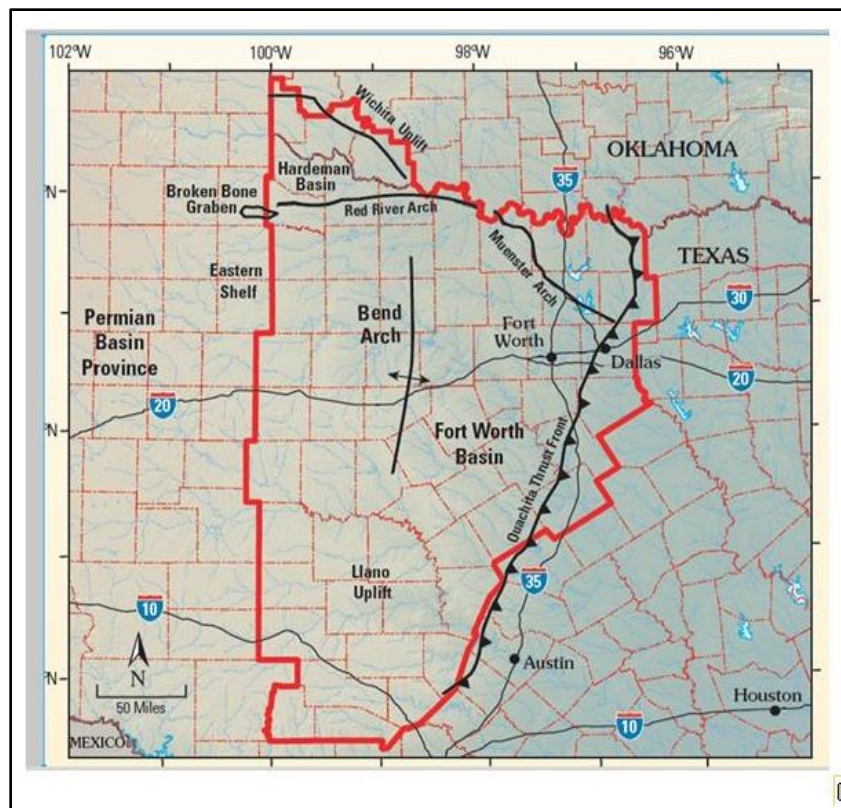 102°W
100°W
98°W
96°W
Wichita Uplift
OKLAHOMA
Hardeman
Basin
35
N
Broken Bone
Graben
Red River Arch
TEXAS
Muenster Arch
Eastern
Shelf
30
Bend
Arch
Permian
Basin
Province
Fort
Worth
Dallas
20
20
N
Fort Worth
Basin
Ouachita Thrust Front
Llano
Uplift
35
10
N
Austin
N
50 Miles
Houston
10
MEXICO